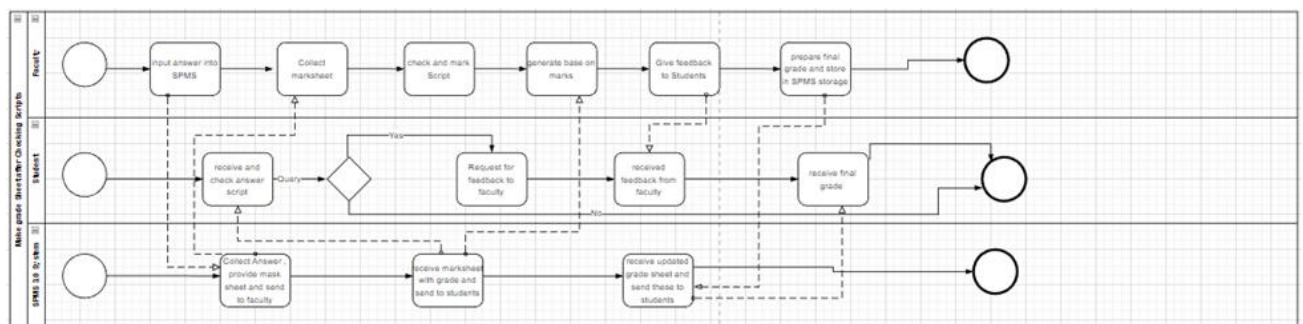 Make grade Sheet after Checking Scripts
Faculty
input answer into
SPMS
Collect
marksheet
check and mark
Script
generate base on
marks
Give feedback
to Students
prepare final
grade and store
in SPMS storage
Student
receive and
check answer
script
Query
Yes
No
Request for
feedback to
faculty
received
feedback from
faculty
receive final
grade
SPMS 3.0 System
Collect Answer ,
provide mask
sheet and send
to faculty
receive marksheet
with grade and
send to students
receive updated
grade sheet and
send these to
students